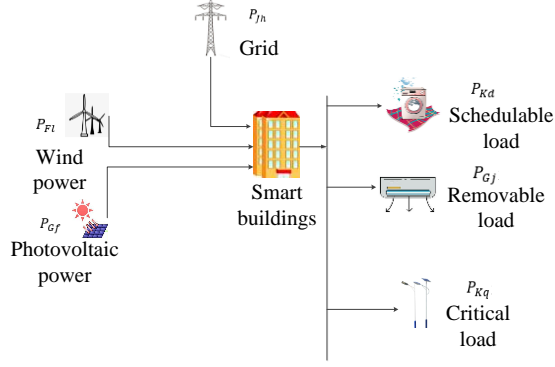 P_Jh
Grid
P_Fl
Wind
power
P_Gf
Photovoltaic
power
Smart
buildings
P_Kd
Schedulable
load
P_Gj
Removable
load
P_Kq
Critical
load